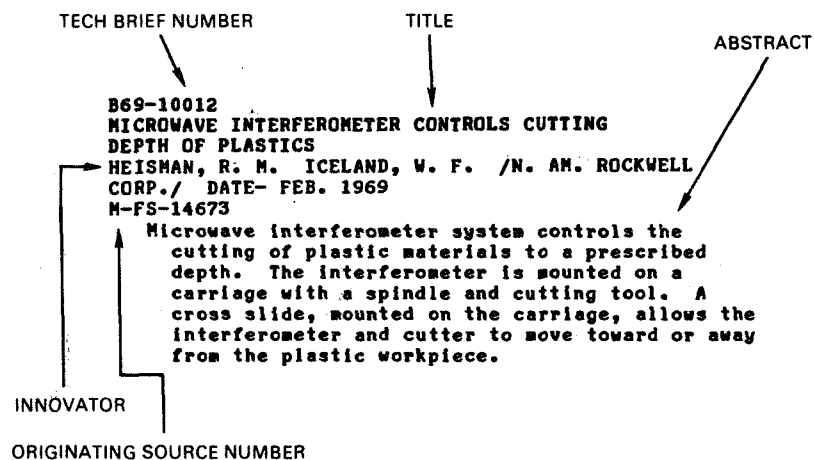 TECH BRIEF NUMBER
TITLE
ABSTRACT
B69-10012
MICROWAVE INTERFEROMETER CONTROLS CUTTING
DEPTH OF PLASTICS
HEISMAN, R. M. ICELAND, W. F. /N. AM. ROCKWELL
CORP./ DATE- FEB. 1969
M-FS-14673
Microwave interferometer system controls the
cutting of plastic materials to a prescribed
depth. The interferometer is mounted on a
carriage with a spindle and cutting tool. A
cross slide, mounted on the carriage, allows the
interferometer and cutter to move toward or away
from the plastic workpiece.
INNOVATOR
ORIGINATING SOURCE NUMBER